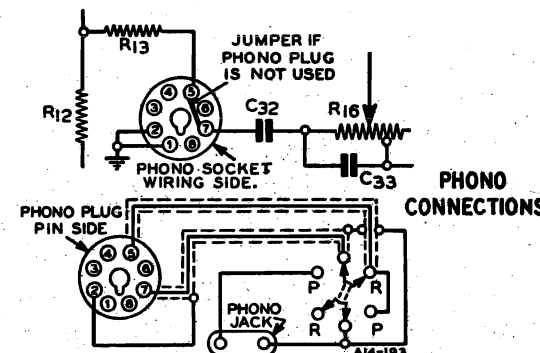 R13
JUMPER IF
PHONO PLUG
IS NOT USED
R12
4 5
3 6
2 7
1 8
C32
R16
C33
PHONO SOCKET
WIRING SIDE.
PHONO
CONNECTIONS
PHONO PLUG
PIN SIDE
4 5
3 6
2 7
1 8
P R
R P
PHONO
JACK
A14-193